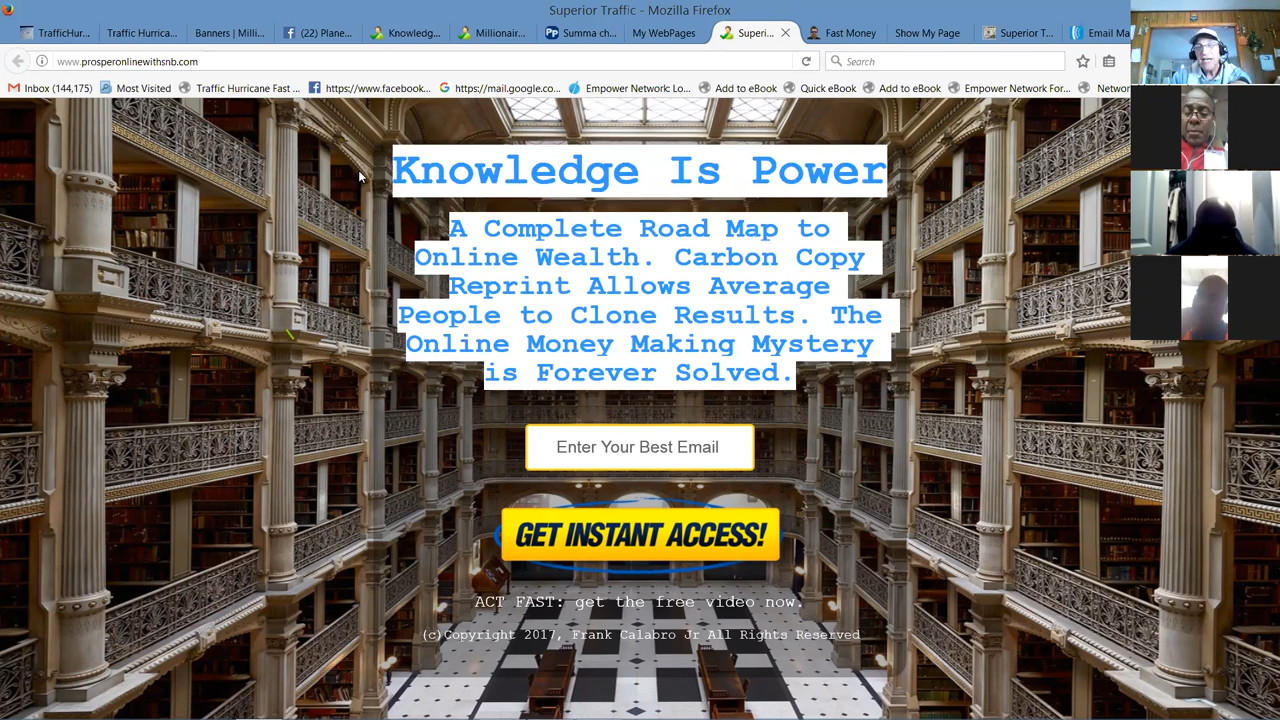 Superior Traffic - Mozilla Firefox
TrafficHur...
Traffic Hurrica...
Banners | Milli...
(22) Plane...
Knowledg...
Millionair...
Summa ch...
My WebPages
Superi...
Fast Money
Show My Page
Superior T...
Email Ma
www.prosperonlinewithsnb.com
Search
Inbox (144,175)
Most Visited
Traffic Hurricane Fast ...
https://www.facebook...
https://mail.google.co...
Empower Network: Lo...
Add to eBook
Quick eBook
Add to eBook
Empower Network For...
Networ
Knowledge Is Power
A Complete Road Map to
Online Wealth. Carbon Copy
Reprint Allows Average
People to Clone Results. The
Online Money Making Mystery
is Forever Solved.
Enter Your Best Email
GET INSTANT ACCESS!
ACT FAST: get the free video now.
(c)Copyright 2017, Frank Calabro Jr All Rights Reserved